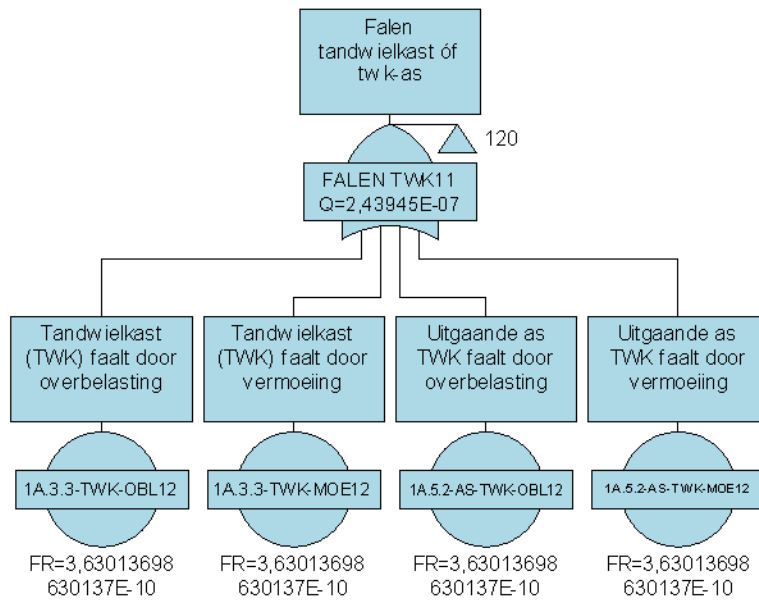 Falen
tandwielkast óf
twk-as
120
FALEN TWK11
Q=2,43945E-07
Tandwielkast
(TWK) faalt door
overbelasting
Tandwielkast
(TWK) faalt door
vermoeiing
Uitgaande as
TWK faalt door
overbelasting
Uitgaande as
TWK faalt door
vermoeiing
1A.3.3-TWK-OBL12
1A.3.3-TWK-MOE12
1A.5.2-AS-TWK-OBL12
1A.5.2-AS-TWK-MOE12
FR=3,63013698
630137E-10
FR=3,63013698
630137E-10
FR=3,63013698
630137E-10
FR=3,63013698
630137E-10